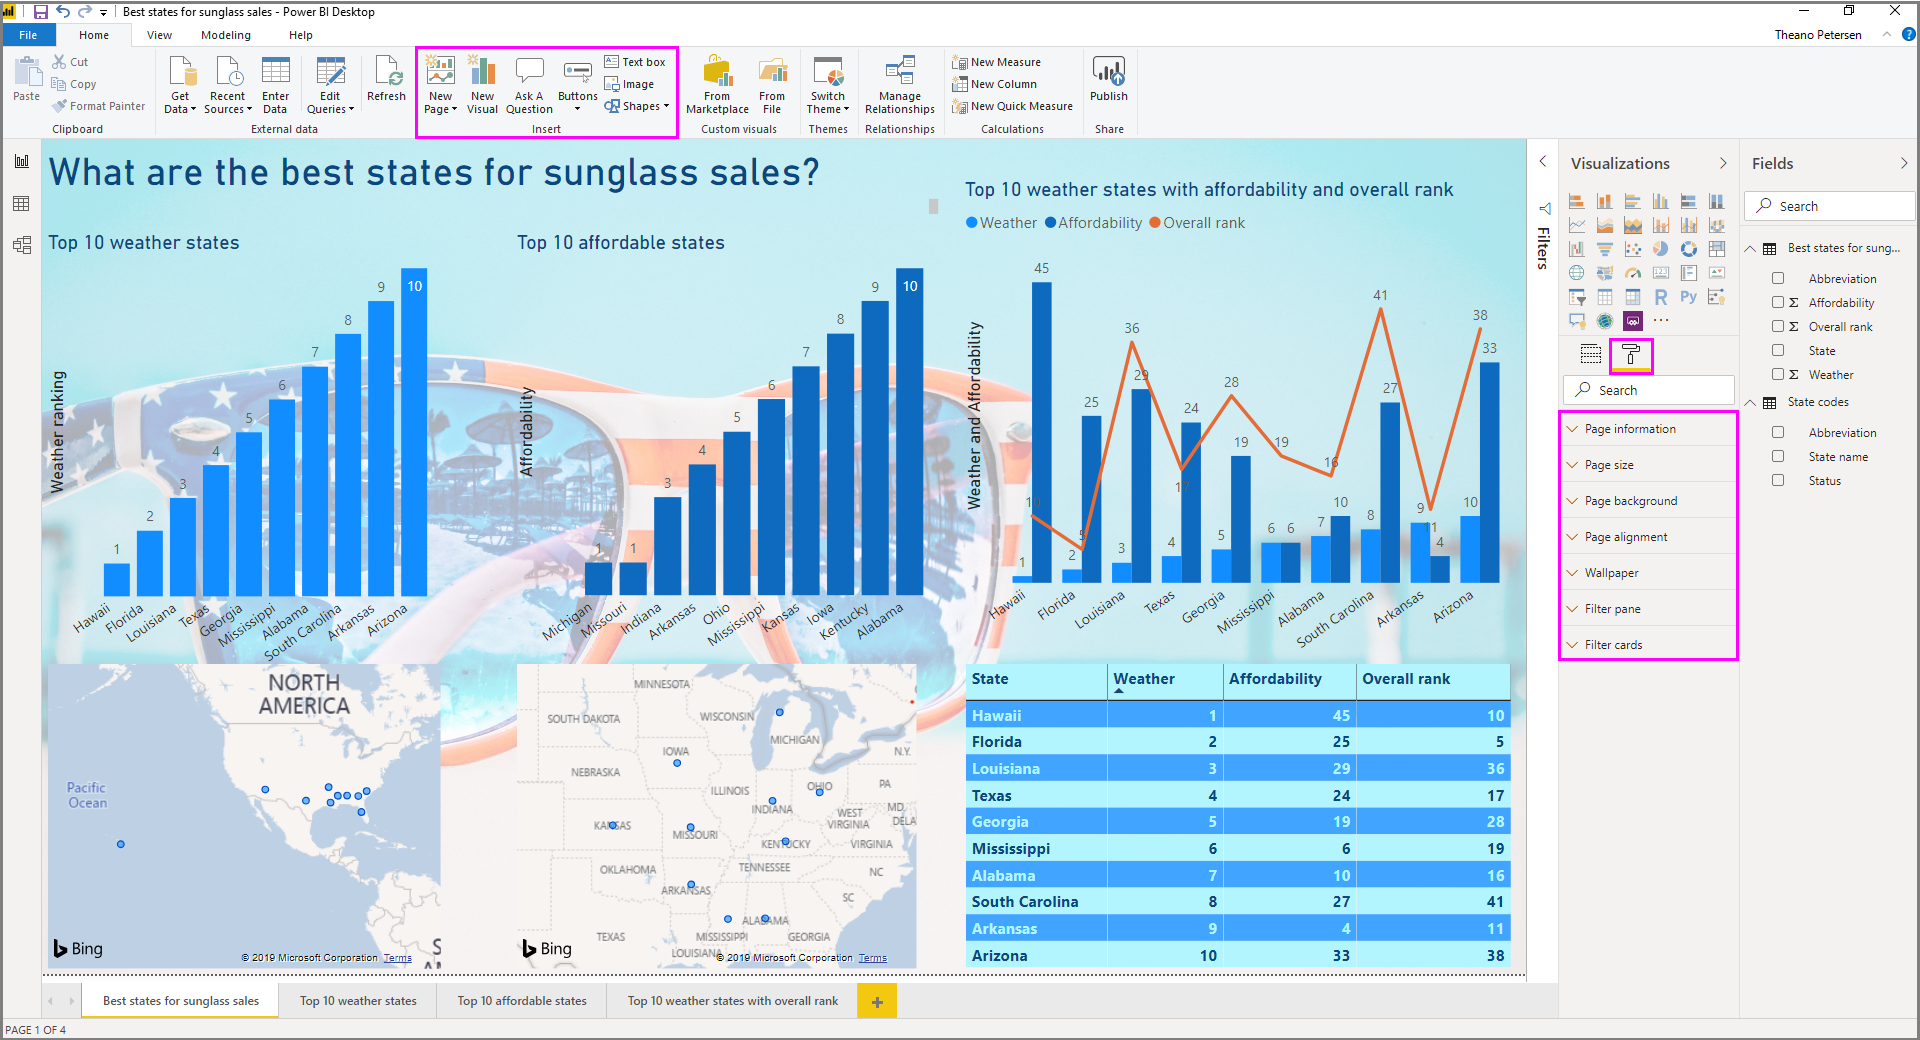 Best states for sunglass sales - Power BI Desktop
File Home View Modeling Help
Theano Petersen
?
Paste
Cut
Copy
Format Painter
Clipboard
Get Data
Recent Sources
Enter Data
Edit Queries
Refresh
External data
New Page
New Visual
Ask A Question
Buttons
Text box
Image
Shapes
Insert
From Marketplace
From File
Custom visuals
Switch Theme
Themes
Manage Relationships
Relationships
New Measure
New Column
New Quick Measure
Calculations
Publish
Share
What are the best states for sunglass sales?
Top 10 weather states
Weather ranking
1 2 3 4 5 6 7 8 9 10
Hawaii Florida Louisiana Texas Georgia Mississippi Alabama South Carolina Arkansas Arizona
Top 10 affordable states
Affordability
1 1 3 4 5 6 7 8 9 10
Michigan Missouri Indiana Arkansas Ohio Mississippi Kansas Iowa Kentucky Alabama
Top 10 weather states with affordability and overall rank
Weather Affordability Overall rank
Weather and Affordability
1 2 3 4 5 6 7 8 9 10
45 25 29 24 19 6 10 27 4 33
10 5 36 17 28 19 16 41 11 38
Hawaii Florida Louisiana Texas Georgia Mississippi Alabama South Carolina Arkansas Arizona
NORTH AMERICA
Pacific Ocean
Bing
© 2019 Microsoft Corporation Terms
MINNESOTA
SOUTH DAKOTA
WISCONSIN
MICHIGAN
IOWA
N.Y.
NEBRASKA
ILLINOIS
INDIANA
OHIO
PA
MD
DELA
WEST VIRGINIA
KANSAS
MISSOURI
KENTUCKY
VIRGINIA
OKLAHOMA
TENNESSEE
NC
ARKANSAS
SC
ALABAMA
TEXAS
MISSISSIPPI
GEORGIA
LOUISIANA
Bing
© 2019 Microsoft Corporation Terms
State Weather Affordability Overall rank
Hawaii 1 45 10
Florida 2 25 5
Louisiana 3 29 36
Texas 4 24 17
Georgia 5 19 28
Mississippi 6 6 19
Alabama 7 10 16
South Carolina 8 27 41
Arkansas 9 4 11
Arizona 10 33 38
Filters
Visualizations
R Py
Search
Page information
Page size
Page background
Page alignment
Wallpaper
Filter pane
Filter cards
Fields
Search
Best states for sung...
Abbreviation
Σ Affordability
Σ Overall rank
State
Σ Weather
State codes
Abbreviation
State name
Status
Best states for sunglass sales
Top 10 weather states
Top 10 affordable states
Top 10 weather states with overall rank
+
PAGE 1 OF 4